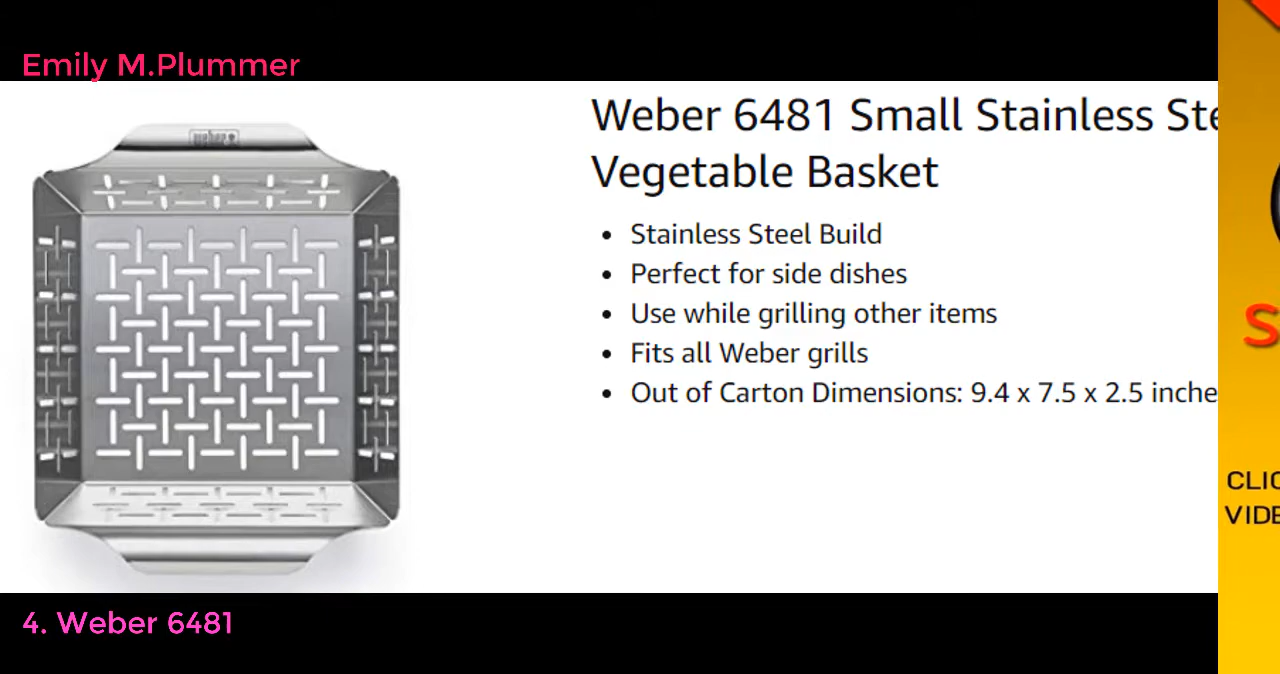 Emily M.Plummer
weber
Weber 6481 Small Stainless Ste
Vegetable Basket
• Stainless Steel Build
• Perfect for side dishes
• Use while grilling other items
• Fits all Weber grills
• Out of Carton Dimensions: 9.4 x 7.5 x 2.5 inche
S
CLIC
VIDE
4. Weber 6481